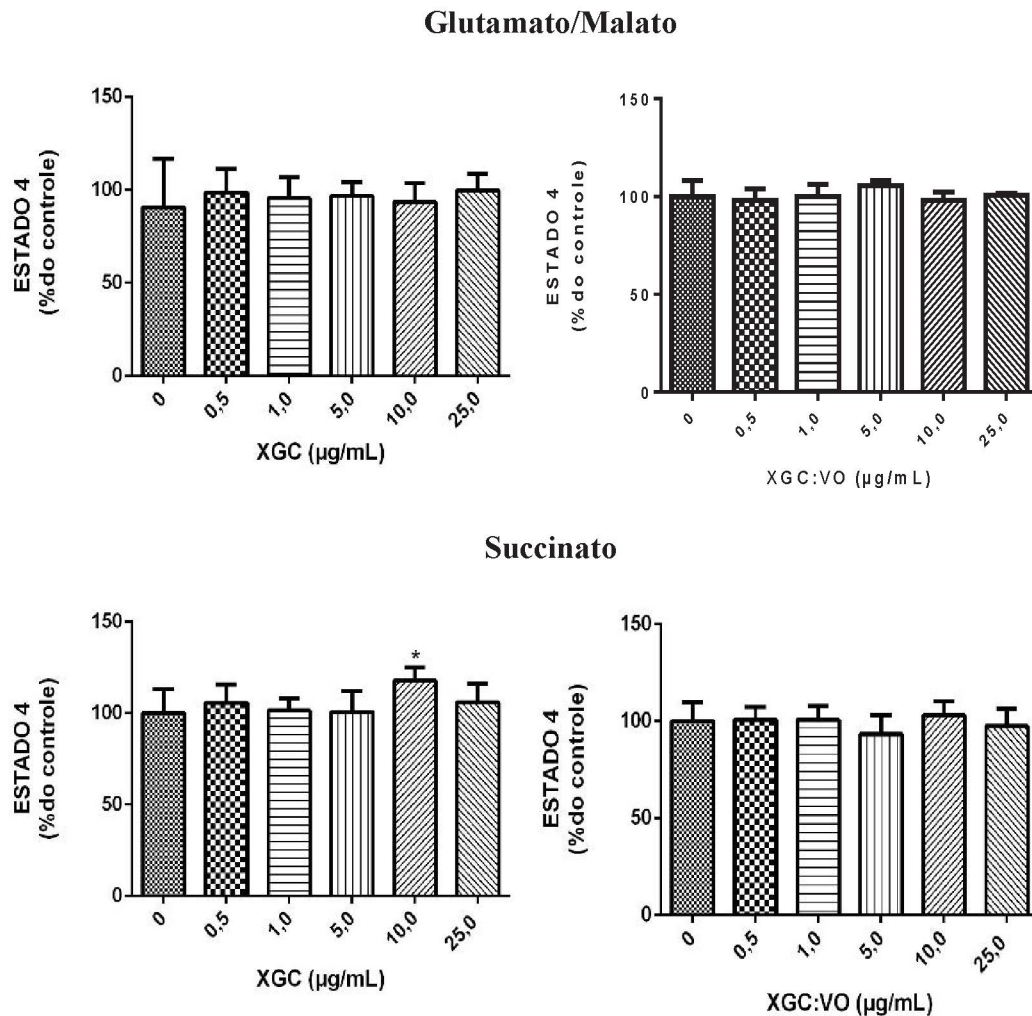 Glutamato/Malato
ESTADO 4
(%do controle)
150
100
50
0
0
0,5
1,0
5,0
10,0
25,0
XGC (µg/mL)
ESTADO 4
(%do controle)
150
100
50
0
0
0,5
1,0
5,0
10,0
25,0
XGC:VO (µg/mL)
Succinato
ESTADO 4
(%do controle)
150
100
50
0
*
0
0,5
1,0
5,0
10,0
25,0
XGC (µg/mL)
ESTADO 4
(%do controle)
150
100
50
0
0
0,5
1,0
5,0
10,0
25,0
XGC:VO (µg/mL)